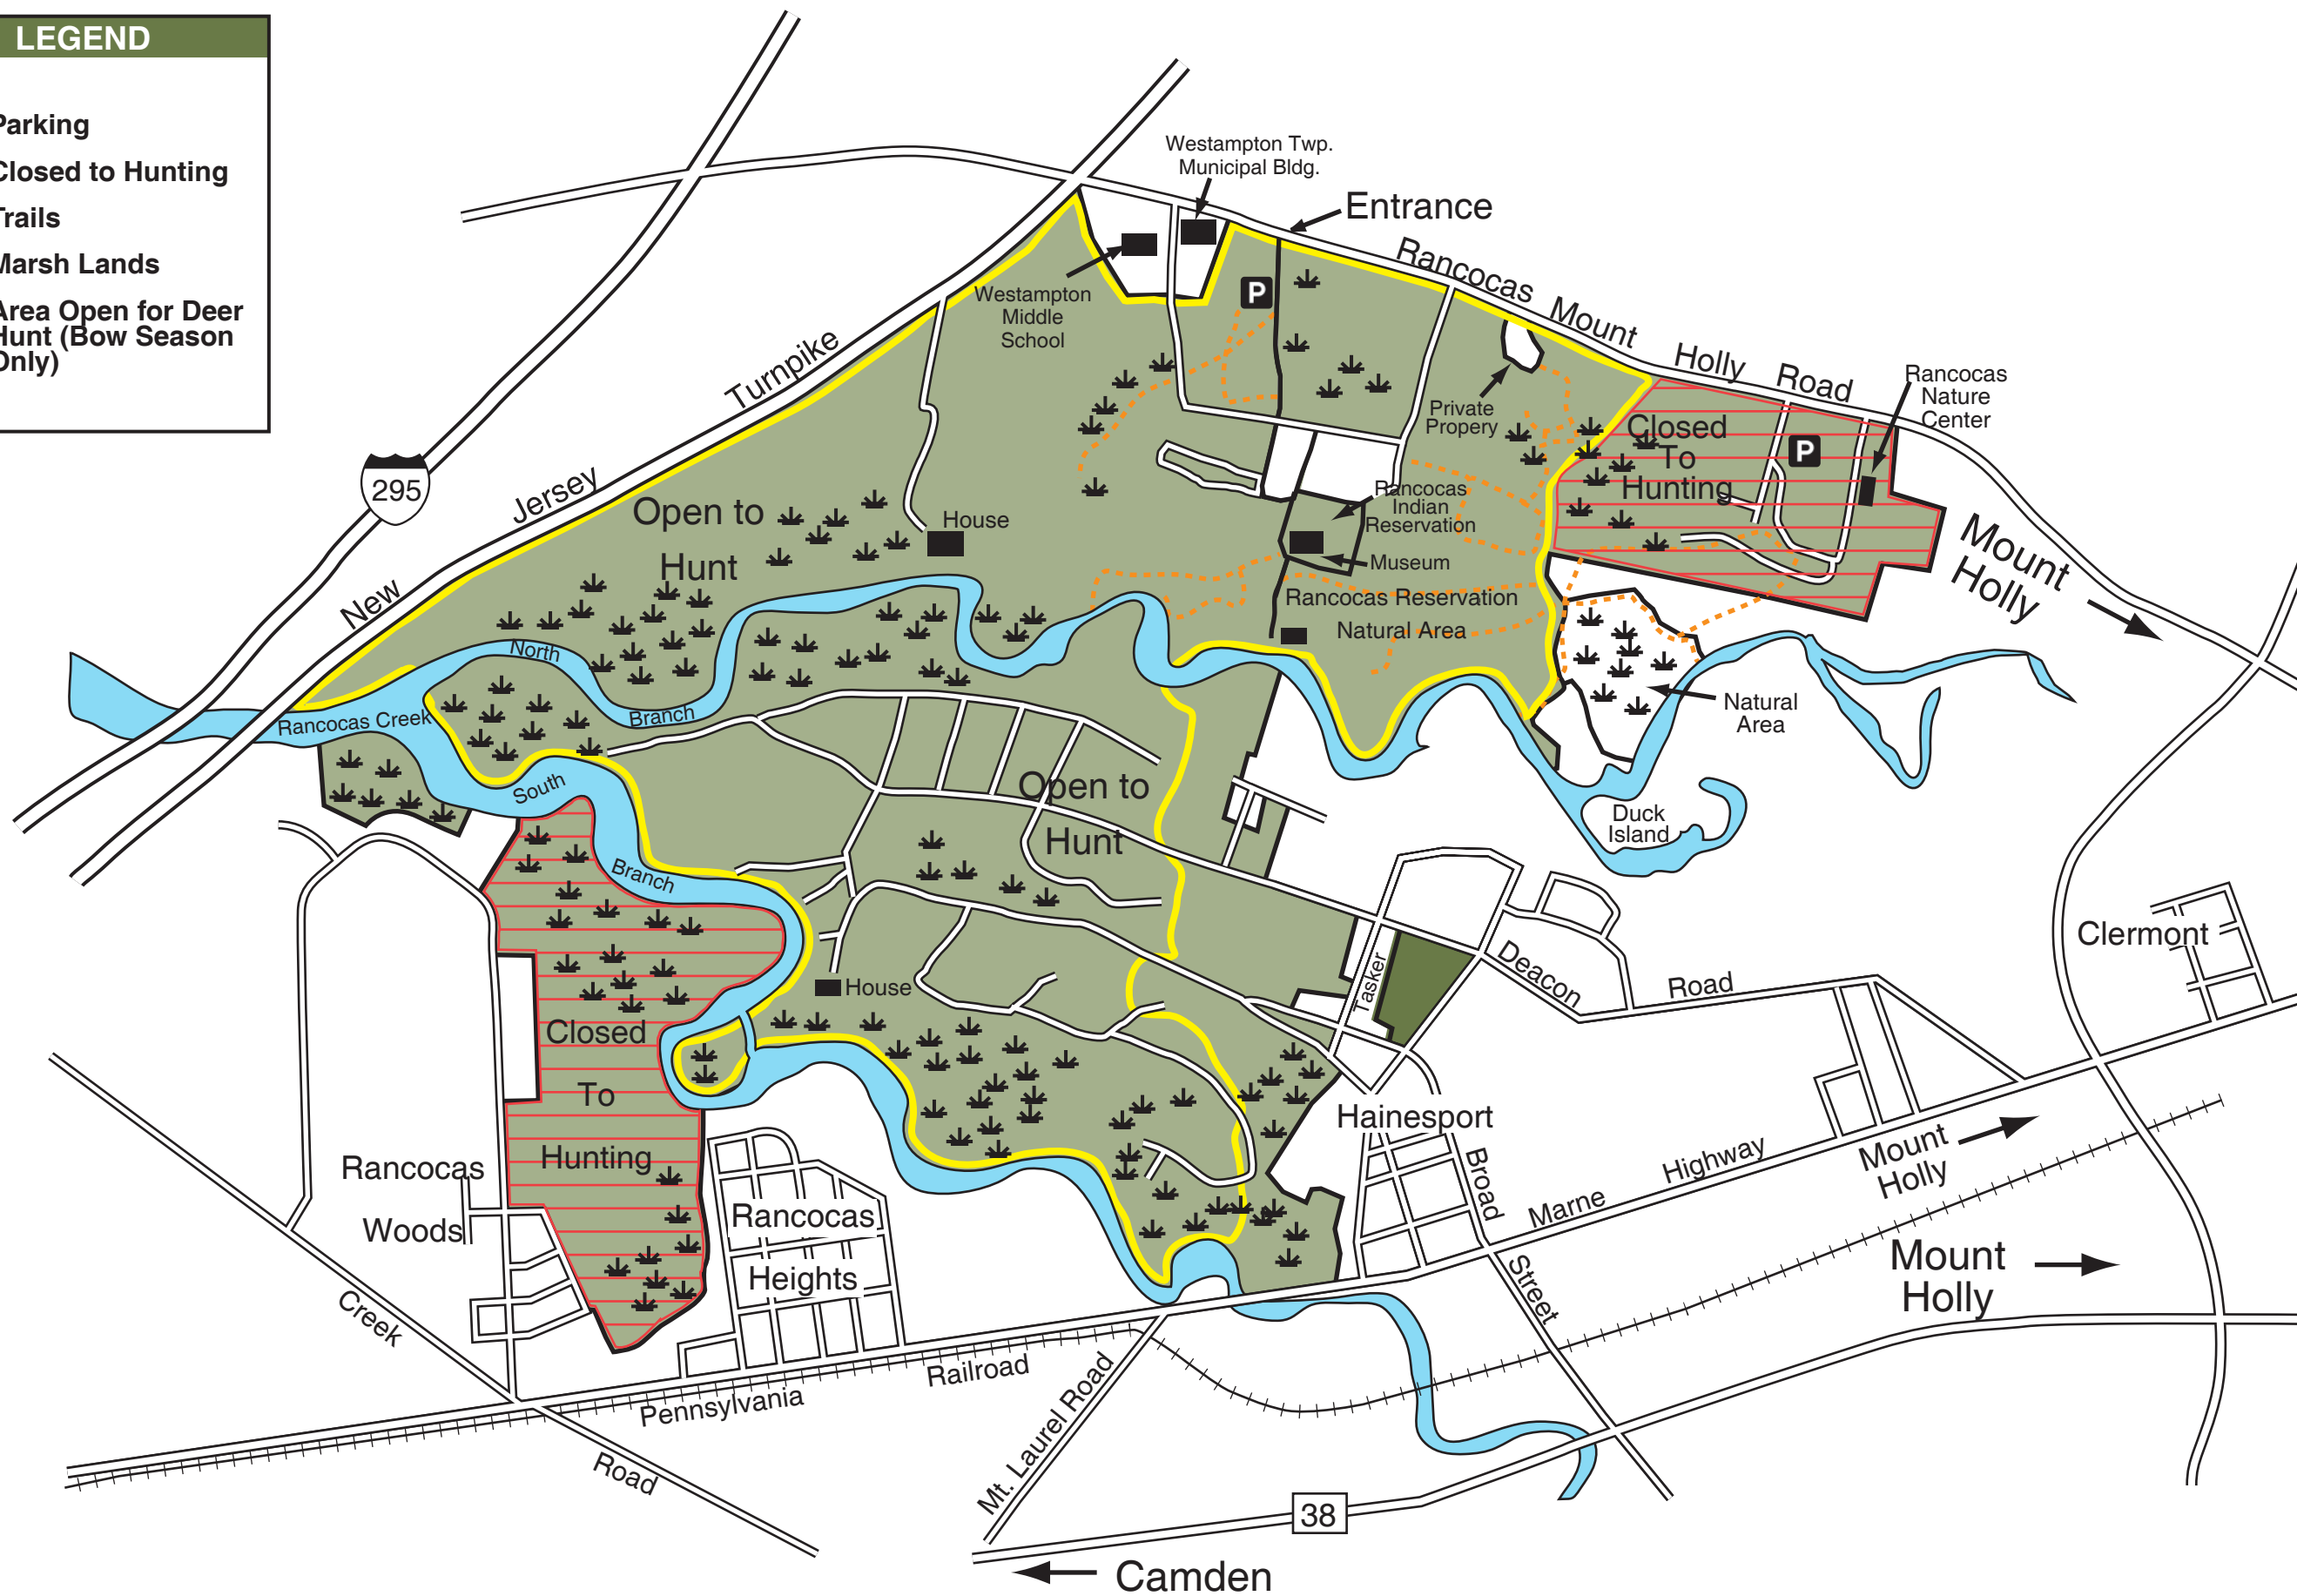 LEGEND
Parking
Closed to Hunting
Trails
Marsh Lands
Area Open for Deer
Hunt (Bow Season
Only)
Westampton Twp.
Municipal Bldg.
Entrance
Rancocas Mount Holly Road
Westampton
Middle
School
P
Private
Propery
Rancocas
Nature
Center
Closed
To
Hunting
P
295
New Jersey Turnpike
Open to
Hunt
House
Rancocas
Indian
Reservation
Museum
Rancocas Reservation
Natural Area
Mount
Holly
Natural
Area
North
Branch
Rancocas Creek
South
Branch
Open to
Hunt
Duck
Island
Clermont
Tasker
Deacon Road
House
Closed
To
Hunting
Hainesport
Broad
Street
Marne Highway
Mount
Holly
Mount
Holly
Rancocas
Woods
Rancocas
Heights
Creek
Road
Pennsylvania Railroad
Mt. Laurel Road
38
Camden